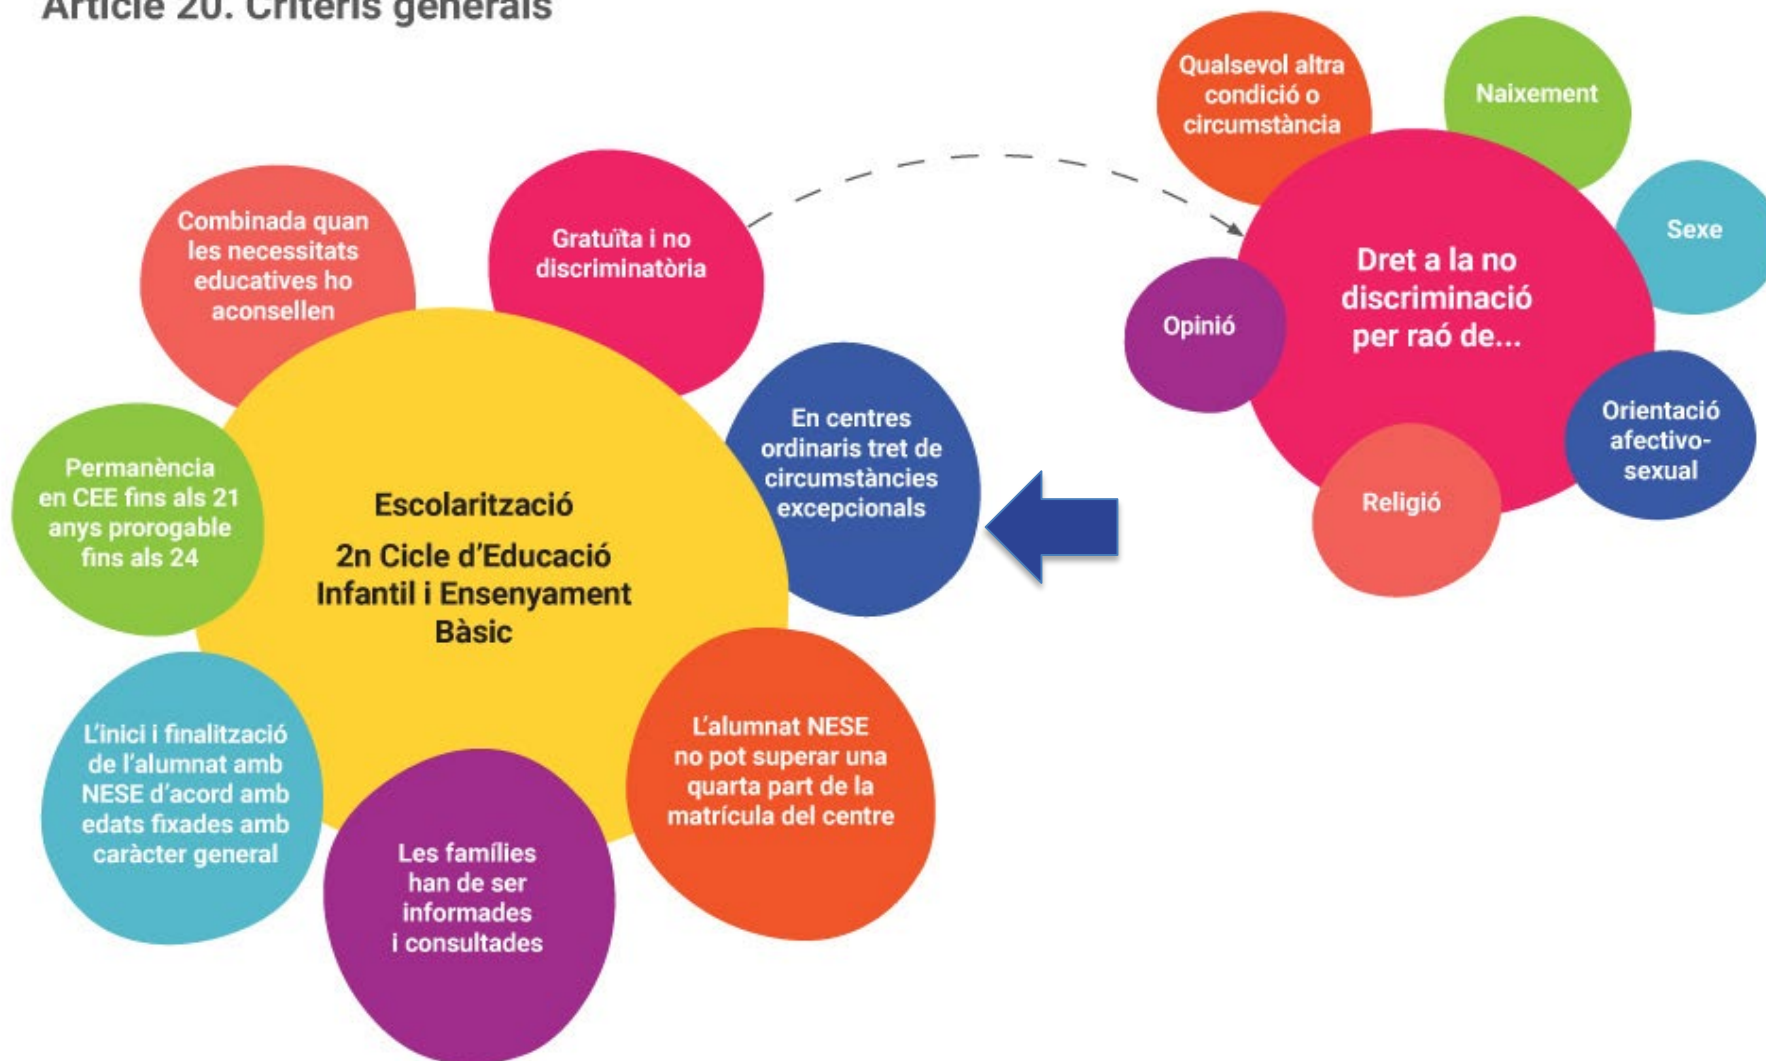 Article 20. Criteris generals
Combinada quan
les necessitats
educatives ho
aconsellen
Gratuïta i no
discriminatòria
En centres
ordinaris tret de
circumstàncies
excepcionals
Permanència
en CEE fins als 21
anys prorogable
fins als 24
Escolarització
2n Cicle d'Educació
Infantil i Ensenyament
Bàsic
L'inici i finalització
de l'alumnat amb
NESE d'acord amb
edats fixades amb
caràcter general
Les famílies
han de ser
informades
i consultades
L'alumnat NESE
no pot superar una
quarta part de la
matrícula del centre
Qualsevol altra
condició o
circumstància
Naixement
Sexe
Dret a la no
discriminació
per raó de...
Opinió
Orientació
afectivo-
sexual
Religió